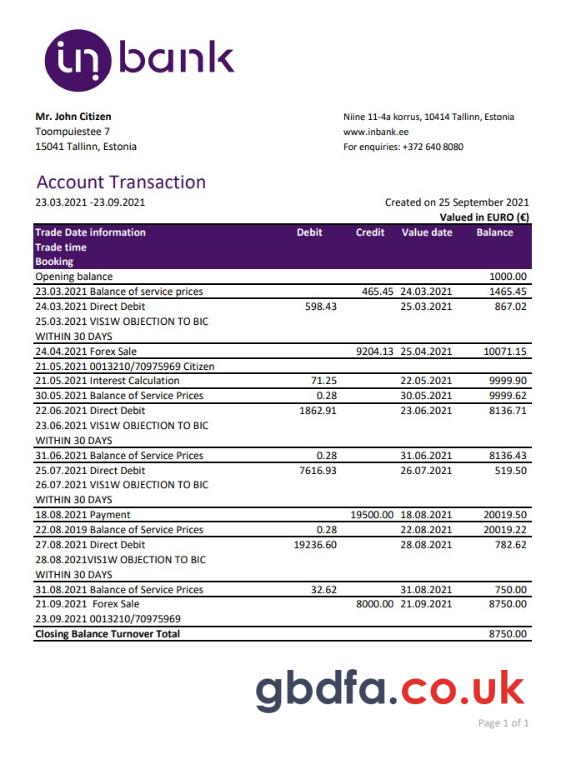 inbank
Mr. John Citizen
Toompuiestee 7
15041 Tallinn, Estonia
Niine 11-4a korrus, 10414 Tallinn, Estonia
www.inbank.ee
For enquiries: +372 640 8080
Account Transaction
23.03.2021 -23.09.2021
Created on 25 September 2021
Valued in EURO (€)
Trade Date information Debit Credit Value date Balance
Trade time
Booking
Opening balance 1000.00
23.03.2021 Balance of service prices 465.45 24.03.2021 1465.45
24.03.2021 Direct Debit 598.43 25.03.2021 867.02
25.03.2021 VIS1W OBJECTION TO BIC
WITHIN 30 DAYS
24.04.2021 Forex Sale 9204.13 25.04.2021 10071.15
21.05.2021 0013210/70975969 Citizen
21.05.2021 Interest Calculation 71.25 22.05.2021 9999.90
30.05.2021 Balance of Service Prices 0.28 30.05.2021 9999.62
22.06.2021 Direct Debit 1862.91 23.06.2021 8136.71
23.06.2021 VIS1W OBJECTION TO BIC
WITHIN 30 DAYS
31.06.2021 Balance of Service Prices 0.28 31.06.2021 8136.43
25.07.2021 Direct Debit 7616.93 26.07.2021 519.50
26.07.2021 VIS1W OBJECTION TO BIC
WITHIN 30 DAYS
18.08.2021 Payment 19500.00 18.08.2021 20019.50
22.08.2019 Balance of Service Prices 0.28 22.08.2021 20019.22
27.08.2021 Direct Debit 19236.60 28.08.2021 782.62
28.08.2021VIS1W OBJECTION TO BIC
WITHIN 30 DAYS
31.08.2021 Balance of Service Prices 32.62 31.08.2021 750.00
21.09.2021 Forex Sale 8000.00 21.09.2021 8750.00
23.09.2021 0013210/70975969
Closing Balance Turnover Total 8750.00
gbdfa.co.uk
Page 1 of 1